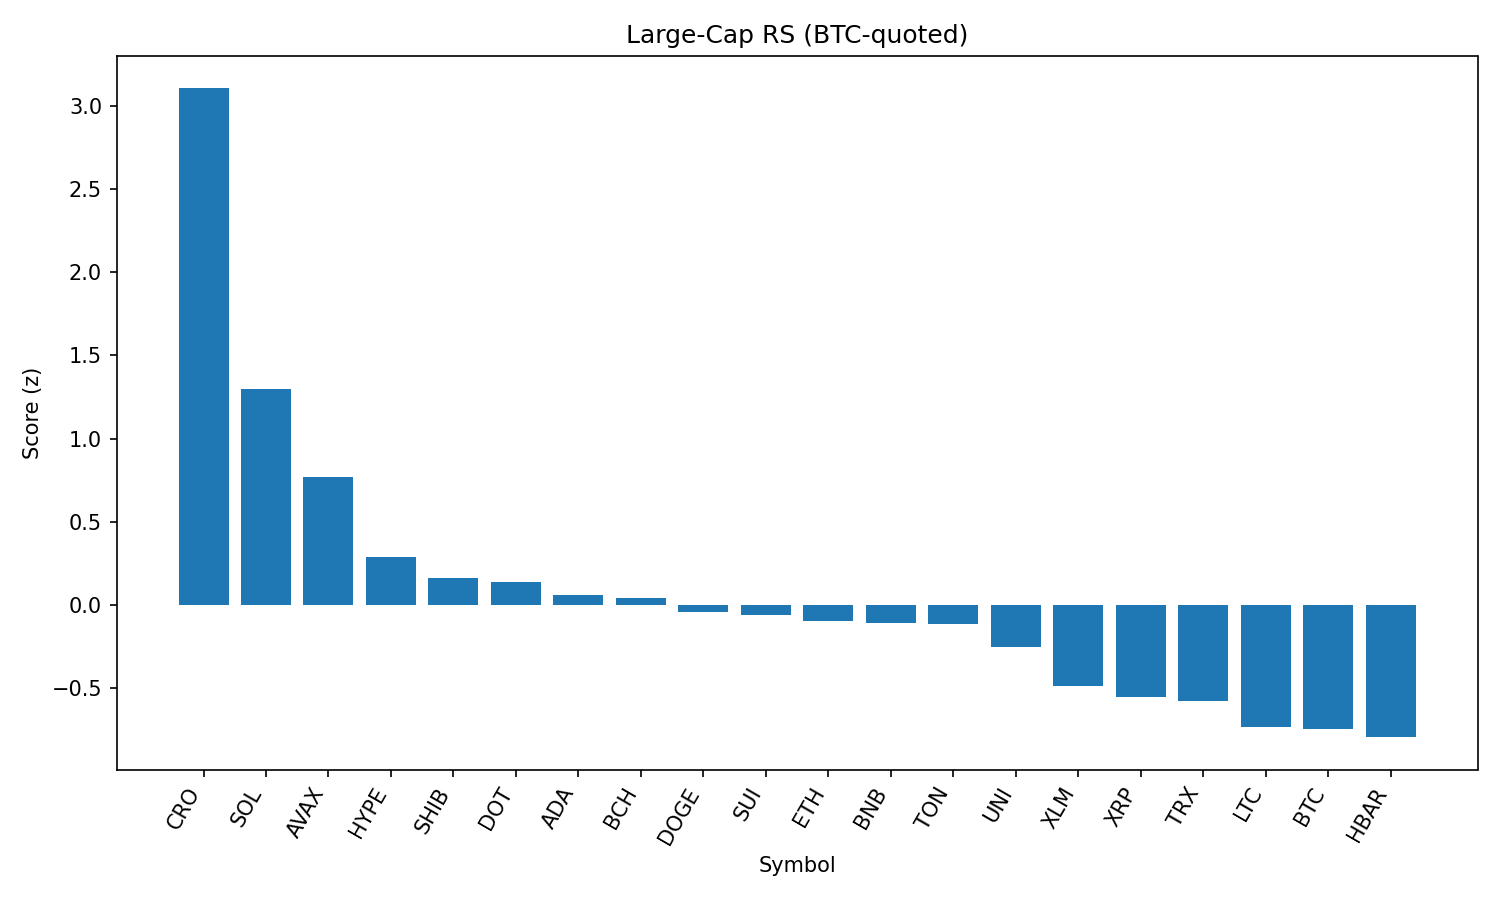 Large-Cap RS (BTC-quoted)
Score (z)
3.0
2.5
2.0
1.5
1.0
0.5
0.0
−0.5
CRO
SOL
AVAX
HYPE
SHIB
DOT
ADA
BCH
DOGE
SUI
ETH
BNB
TON
UNI
XLM
XRP
TRX
LTC
BTC
HBAR
Symbol